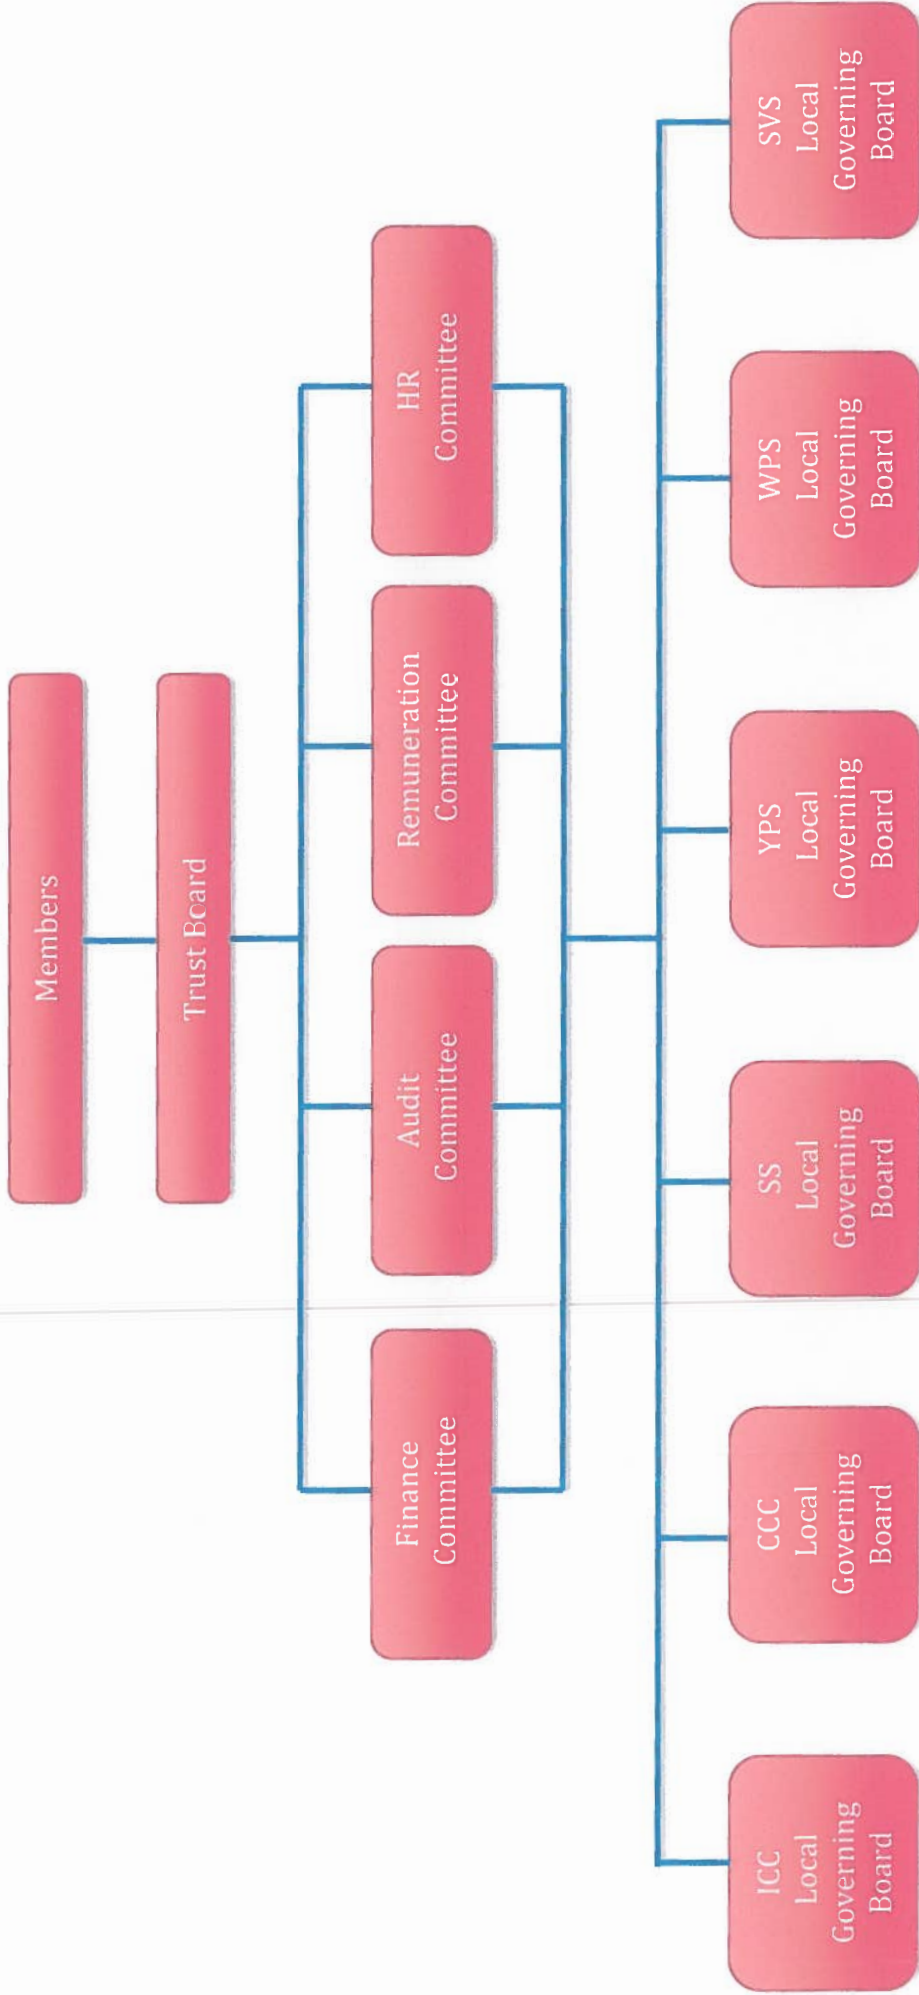 Members
Trust Board
Finance
Committee
Audit
Committee
Remuneration
Committee
HR
Committee
ICC
Local
Governing
Board
CCC
Local
Governing
Board
SS
Local
Governing
Board
YPS
Local
Governing
Board
WPS
Local
Governing
Board
SVS
Local
Governing
Board